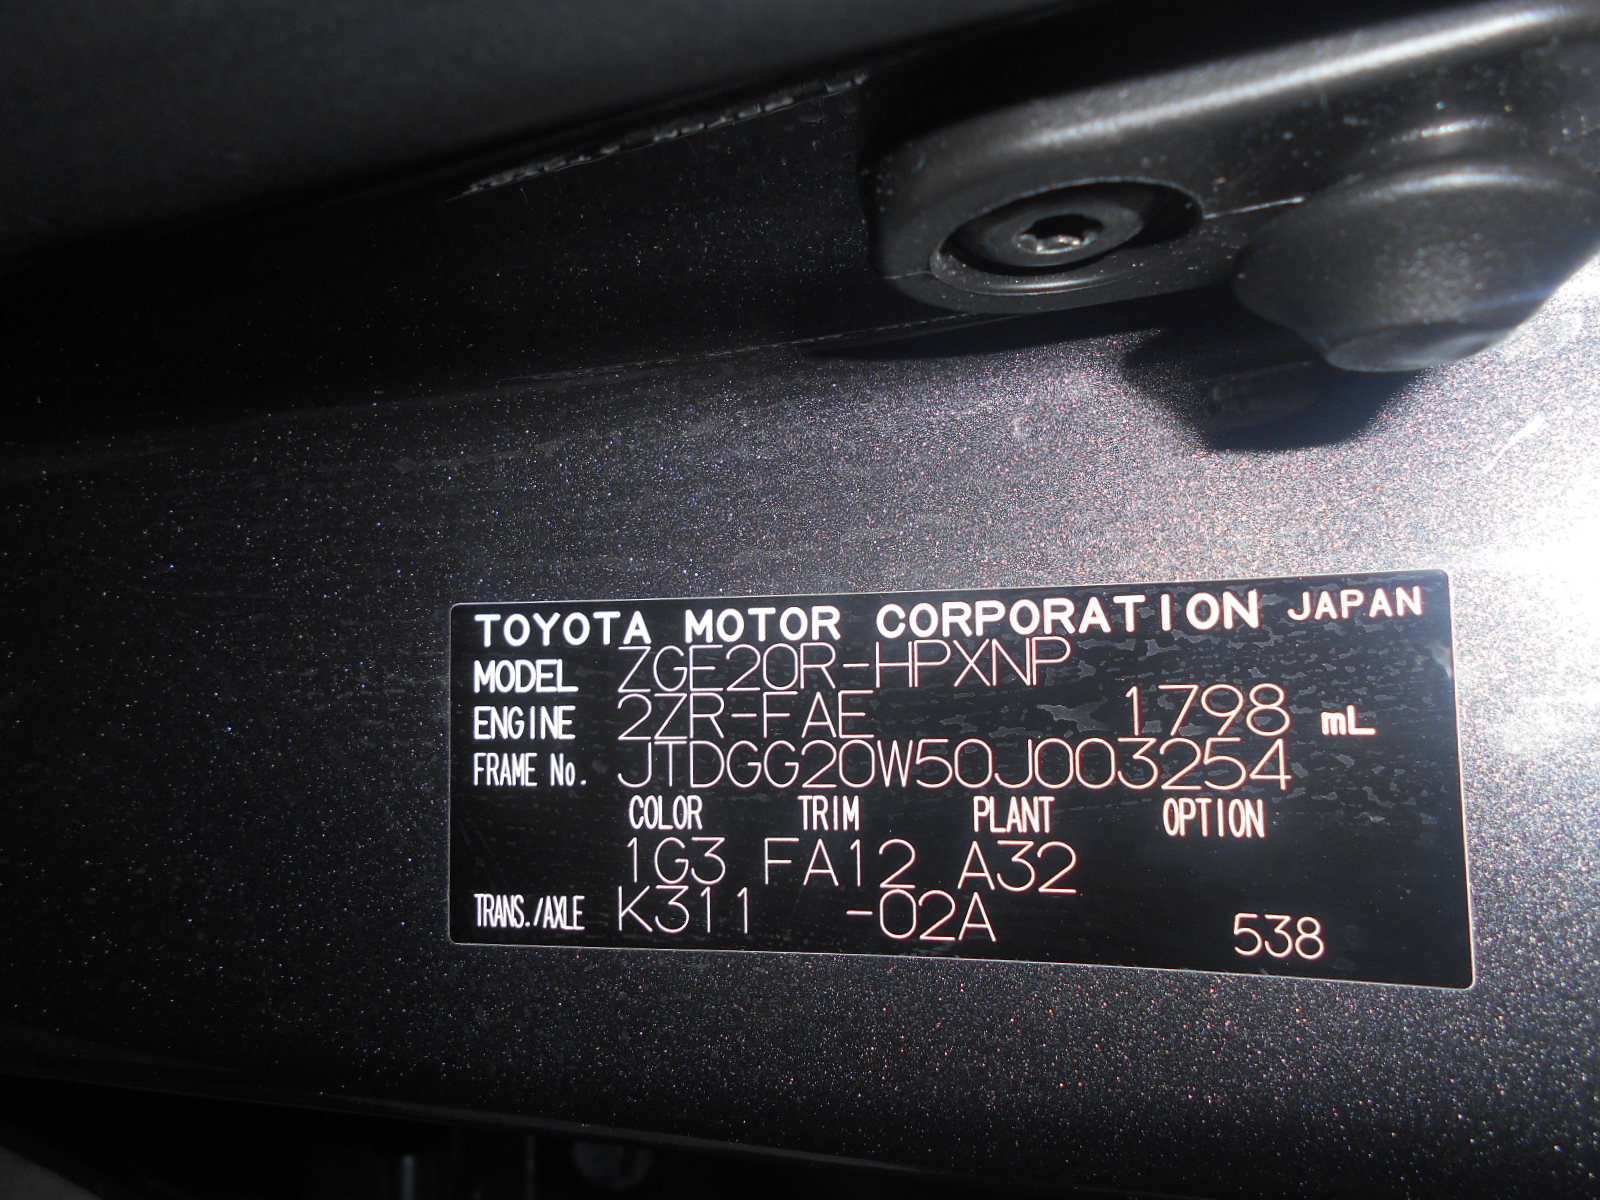 TOYOTA MOTOR CORPORATION JAPAN
MODEL ZGE20R-HPXNP
ENGINE 2ZR-FAE 1798 mL
FRAME No. JTDGG20W50J003254
COLOR TRIM PLANT OPTION
1G3 FA12 A32
TRANS./AXLE K311 -02A 538